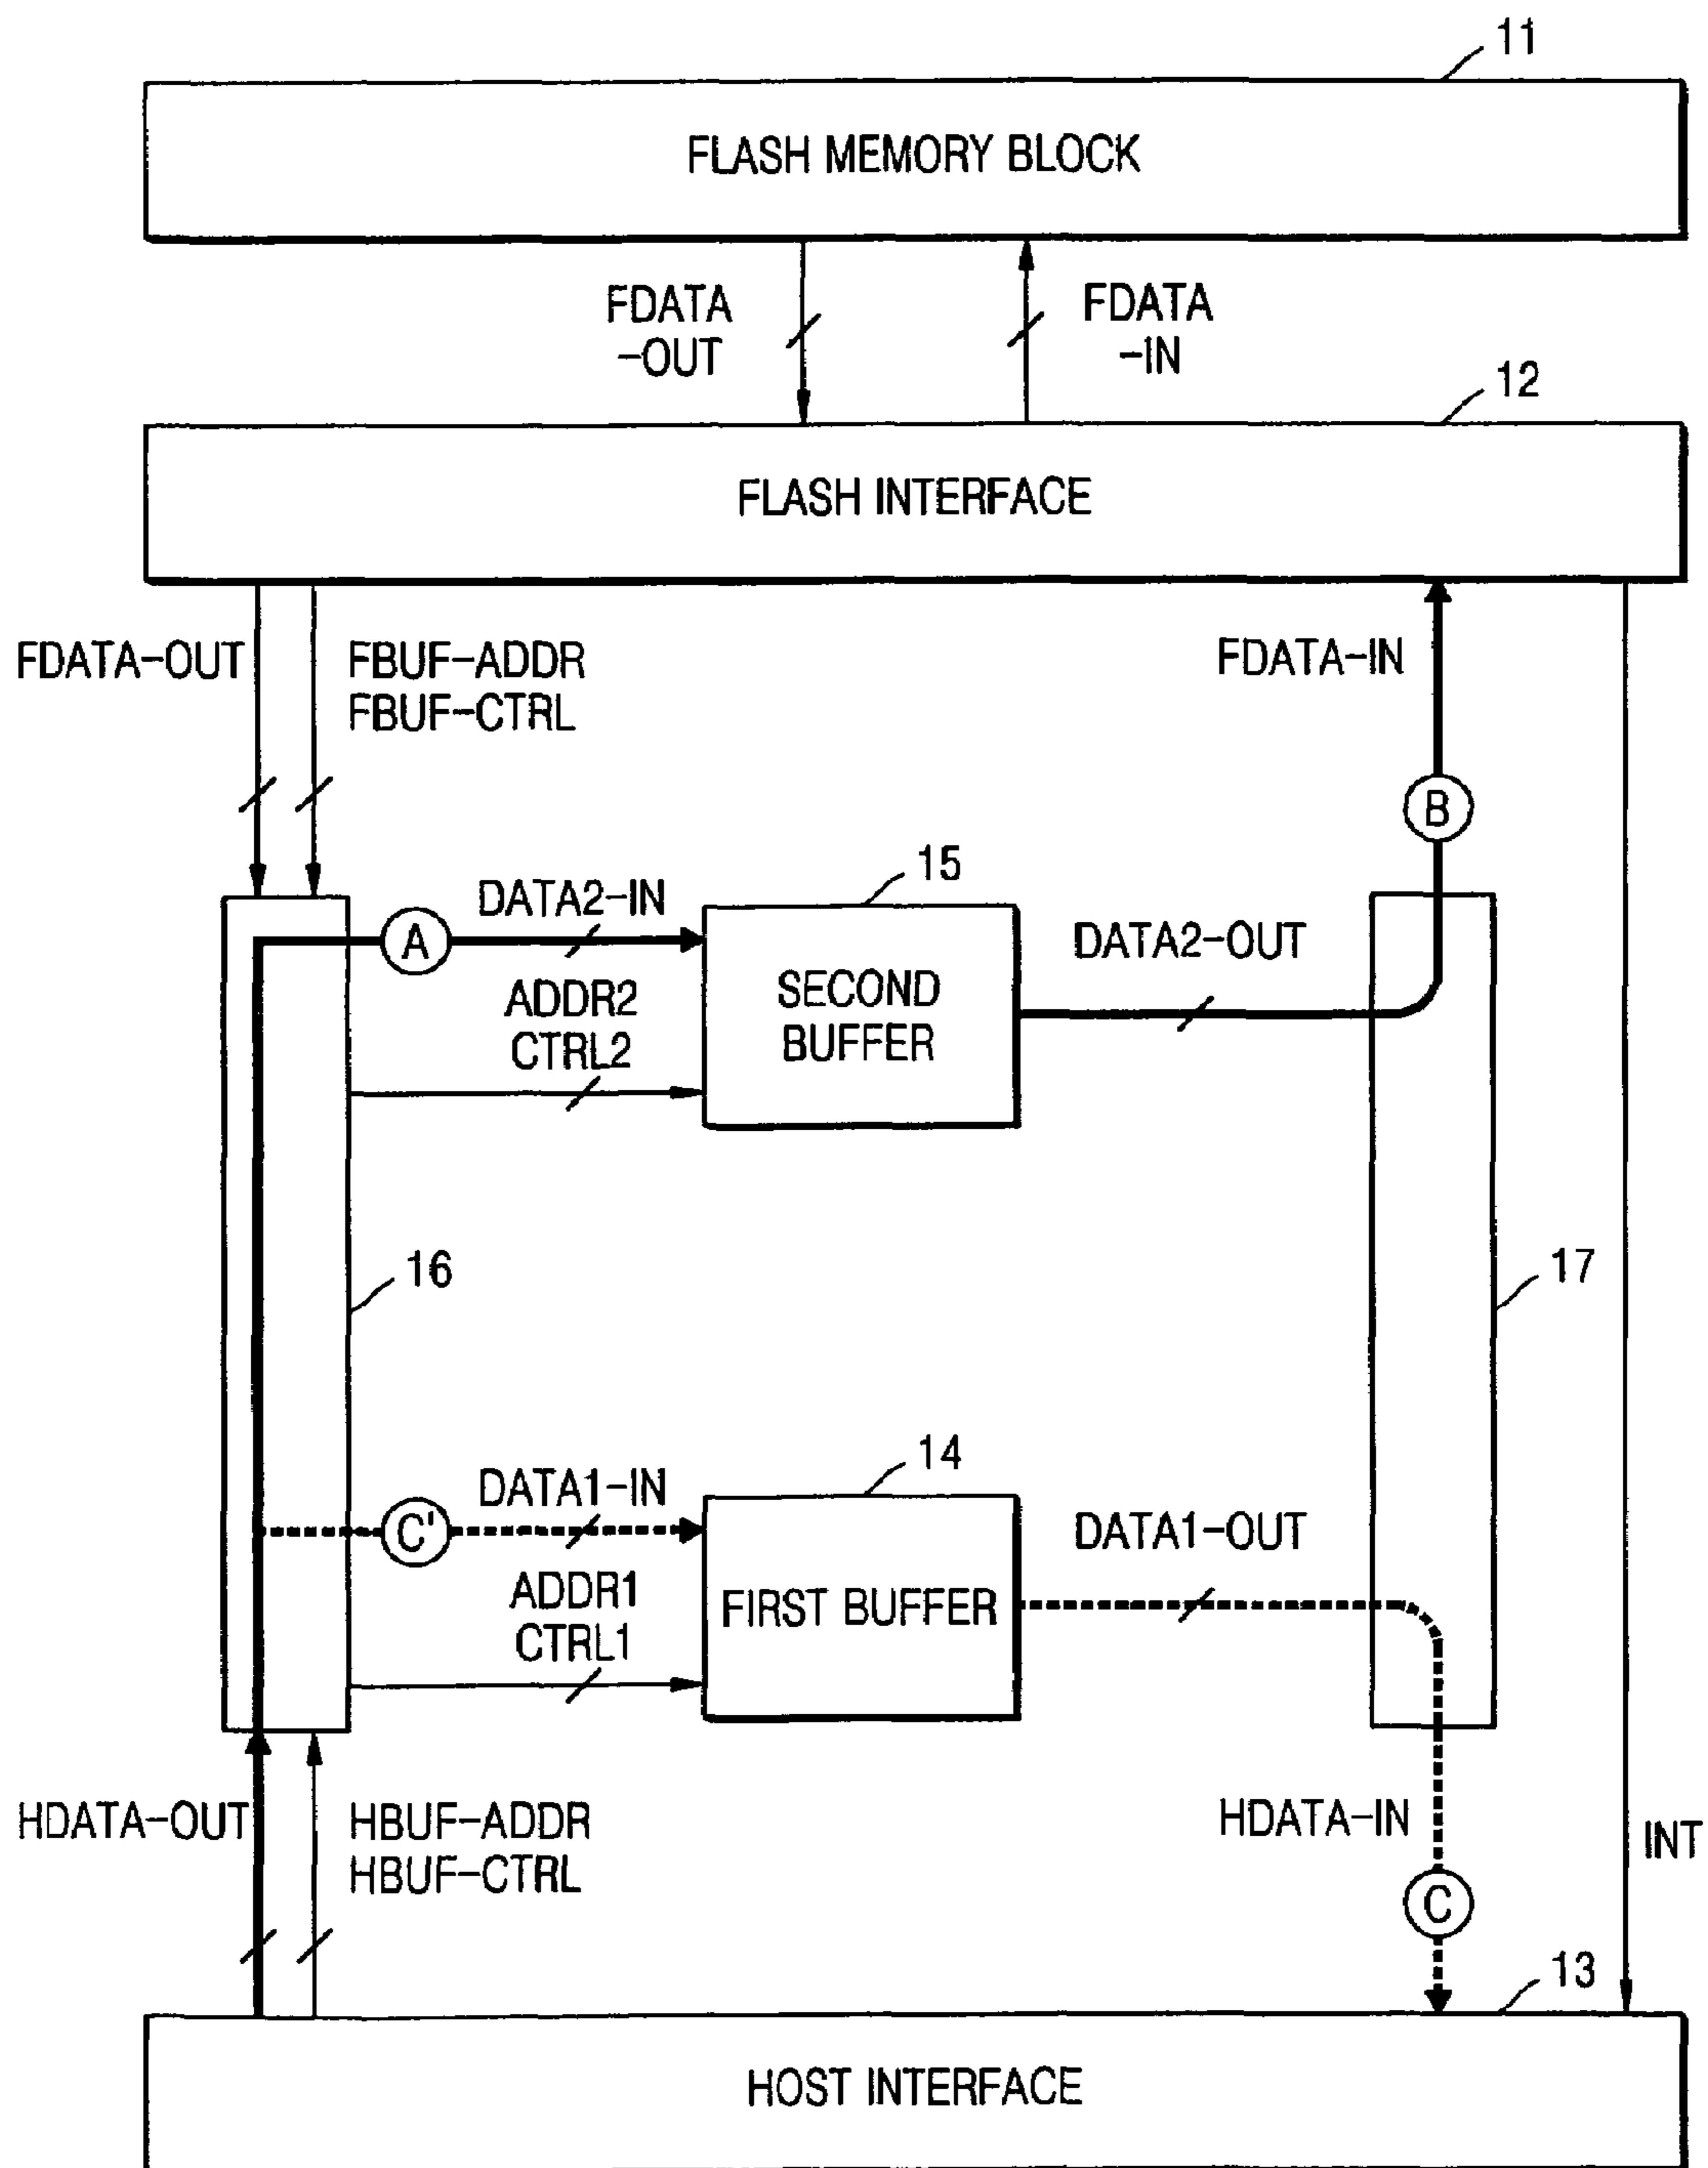 11
FLASH MEMORY BLOCK
FDATA
-OUT
FDATA
-IN
12
FLASH INTERFACE
FDATA-OUT
FBUF-ADDR
FBUF-CTRL
FDATA-IN
B
15
DATA2-IN
A
DATA2-OUT
ADDR2
CTRL2
SECOND
BUFFER
16
17
14
DATA1-IN
C'
DATA1-OUT
ADDR1
CTRL1
FIRST BUFFER
HDATA-OUT
HBUF-ADDR
HBUF-CTRL
HDATA-IN
INT
C
13
HOST INTERFACE